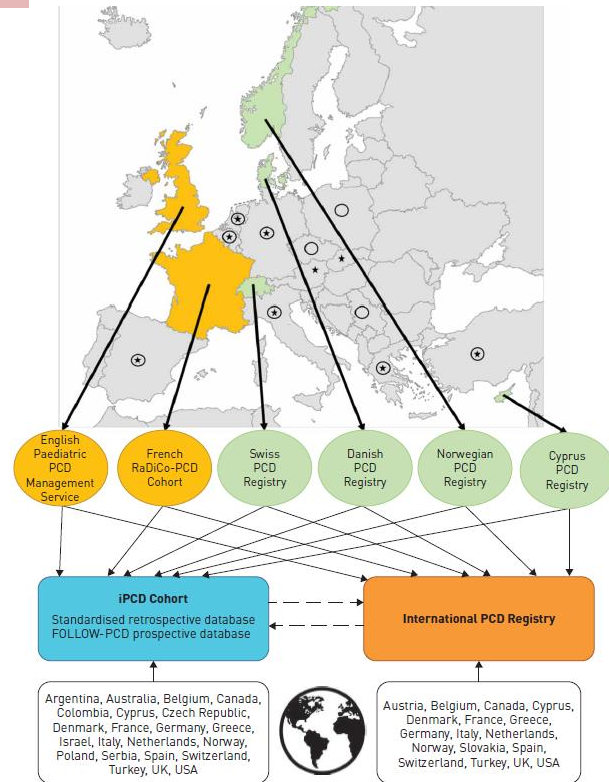 English
Paediatric
PCD
Management
Service
French
RaDiCo-PCD
Cohort
Swiss
PCD
Registry
Danish
PCD
Registry
Norwegian
PCD
Registry
Cyprus
PCD
Registry
iPCD Cohort
Standardised retrospective database
FOLLOW-PCD prospective database
International PCD Registry
Argentina, Australia, Belgium, Canada,
Colombia, Cyprus, Czech Republic,
Denmark, France, Germany, Greece,
Israel, Italy, Netherlands, Norway,
Poland, Serbia, Spain, Switzerland,
Turkey, UK, USA
Austria, Belgium, Canada, Cyprus,
Denmark, France, Greece,
Germany, Italy, Netherlands,
Norway, Slovakia, Spain,
Switzerland, Turkey, UK, USA